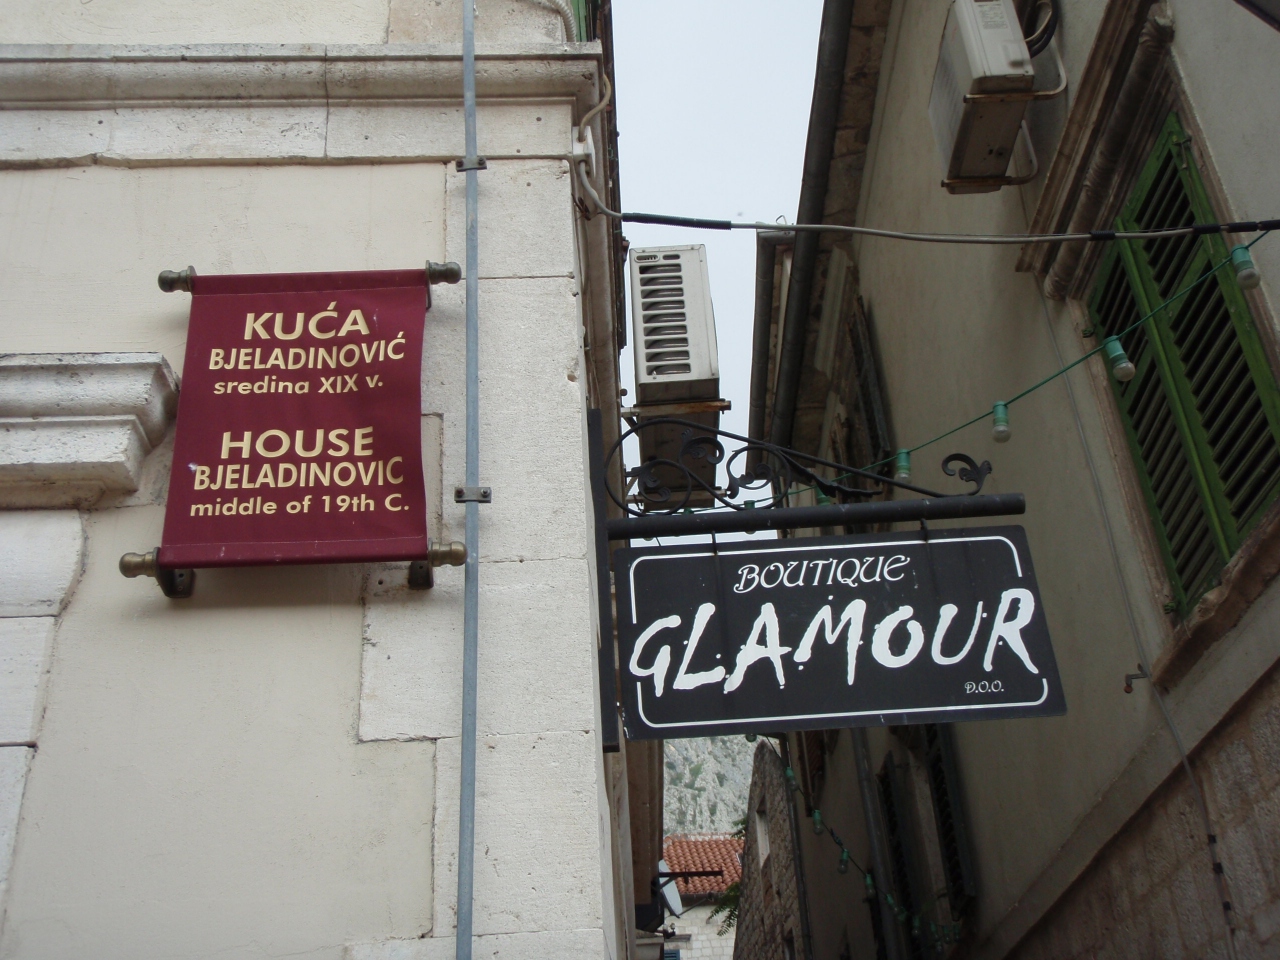 KUĆA
BJELADINOVIĆ
sredina XIX v.
HOUSE
BJELADINOVIC
middle of 19th C.
BOUTIQUE
GLAMOUR
D.O.O.